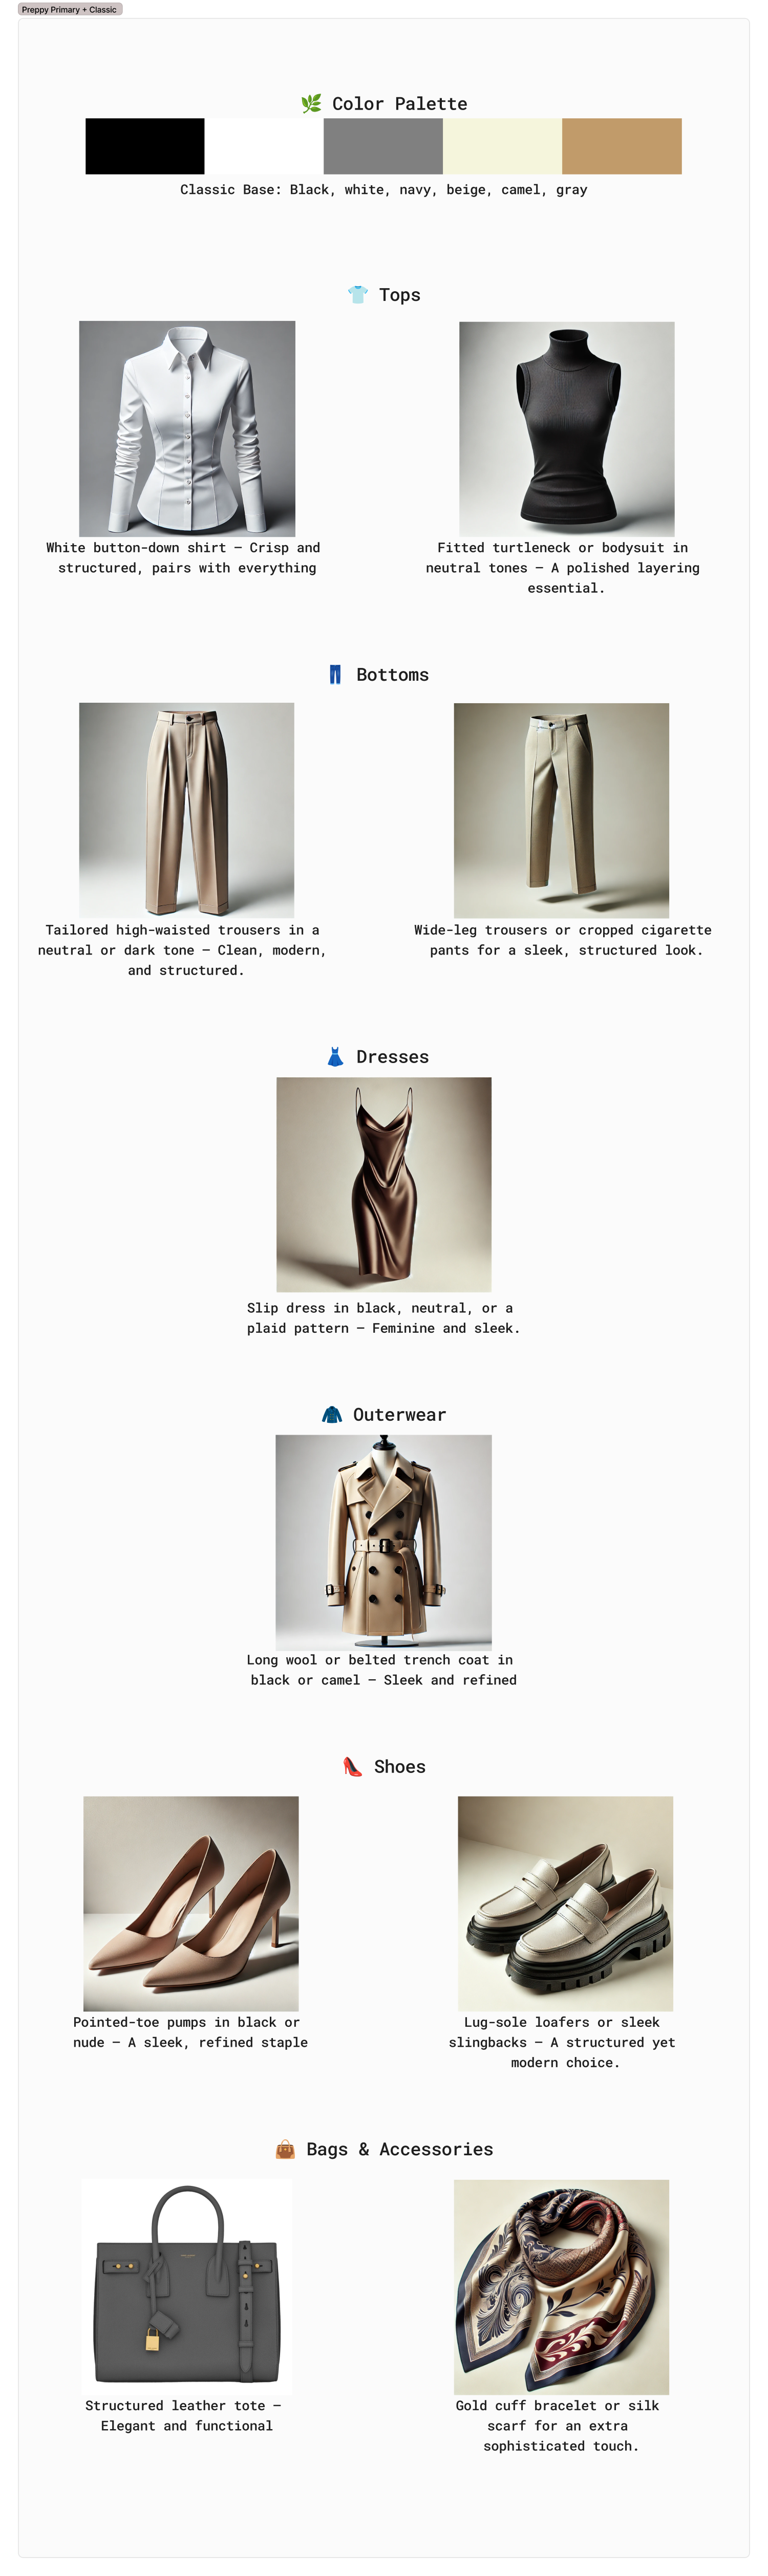 Preppy Primary + Classic
🌿 Color Palette
Classic Base: Black, white, navy, beige, camel, gray
👕 Tops
White button-down shirt – Crisp and
structured, pairs with everything
Fitted turtleneck or bodysuit in
neutral tones – A polished layering
essential.
👖 Bottoms
Tailored high-waisted trousers in a
neutral or dark tone – Clean, modern,
and structured.
Wide-leg trousers or cropped cigarette
pants for a sleek, structured look.
👗 Dresses
Slip dress in black, neutral, or a
plaid pattern – Feminine and sleek.
🧥 Outerwear
Long wool or belted trench coat in
black or camel – Sleek and refined
👠 Shoes
Pointed-toe pumps in black or
nude – A sleek, refined staple
Lug-sole loafers or sleek
slingbacks – A structured yet
modern choice.
👜 Bags & Accessories
Structured leather tote –
Elegant and functional
Gold cuff bracelet or silk
scarf for an extra
sophisticated touch.